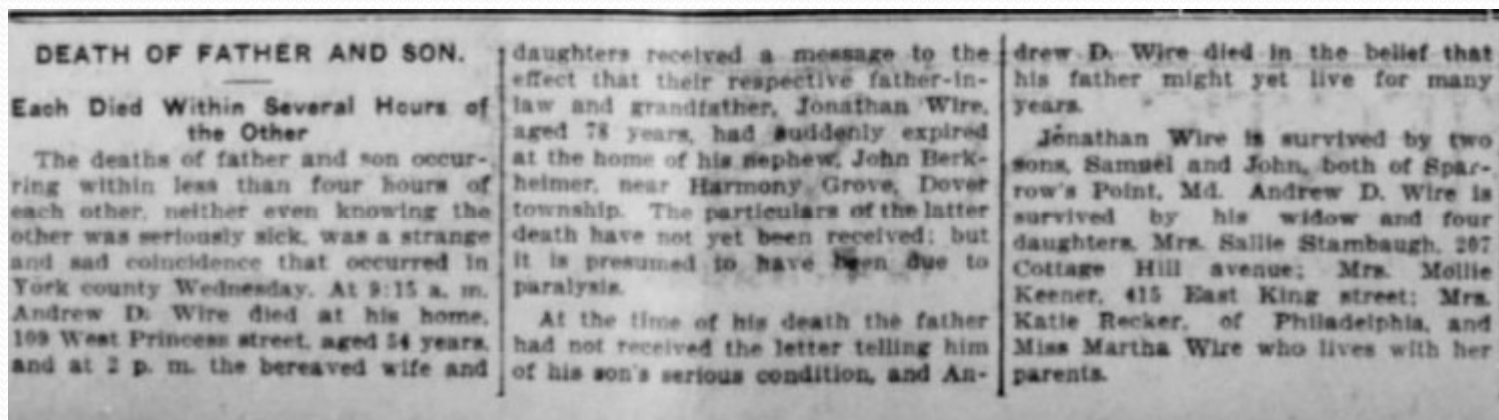 DEATH OF FATHER AND SON.
Each Died Within Several Hours of
the Other
The deaths of father and son occur-
ring within less than four hours of
each other, neither even knowing the
other was seriously sick, was a strange
and sad coincidence that occurred in
York county Wednesday. At 9:15 a. m.
Andrew D. Wire died at his home,
109 West Princess street, aged 54 years,
and at 2 p. m. the bereaved wife and
daughters received a message to the
effect that their respective father-in-
law and grandfather, Jonathan Wire,
aged 78 years, had suddenly expired
at the home of his nephew, John Berk-
heimer, near Harmony Grove, Dover
township. The particulars of the latter
death have not yet been received; but
it is presumed to have been due to
paralysis.
At the time of his death the father
had not received the letter telling him
of his son's serious condition, and An-
drew D. Wire died in the belief that
his father might yet live for many
years.
Jonathan Wire is survived by two
sons, Samuel and John, both of Spar-
row's Point, Md. Andrew D. Wire is
survived by his widow and four
daughters, Mrs. Sallie Stambaugh, 207
Cottage Hill avenue; Mrs. Mollie
Keener, 415 East King street; Mrs.
Katie Recker, of Philadelphia, and
Miss Martha Wire who lives with her
parents.